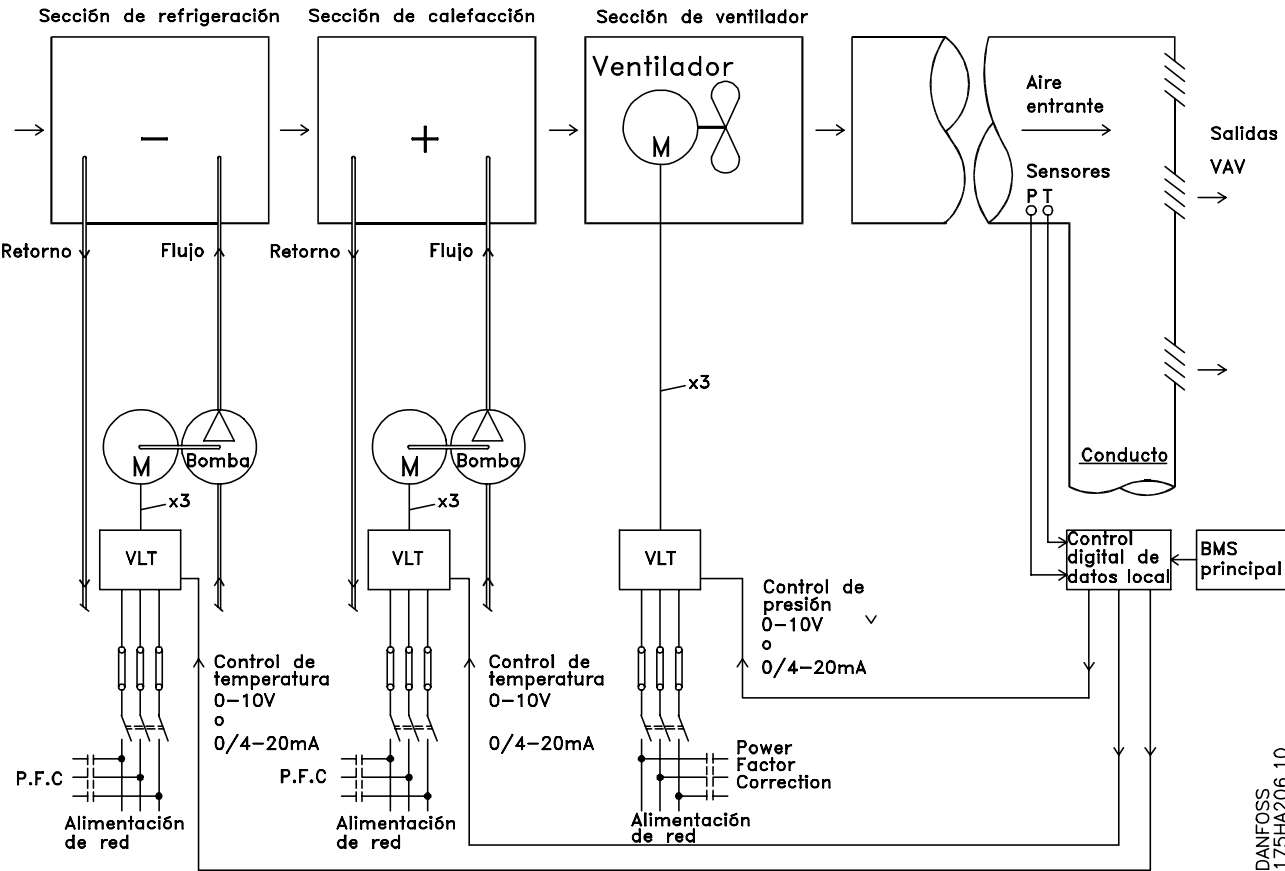 Sección de refrigeración
Sección de calefacción
Sección de ventilador
Ventilador
M
Aire
entrante
Salidas
VAV
Sensores
P T
Retorno
Flujo
Retorno
Flujo
x3
M
Bomba
M
Bomba
Conducto
x3
x3
VLT
VLT
VLT
Control
digital de
datos local
BMS
principal
Control de
presión
0-10V
o
0/4-20mA
Control de
temperatura
0-10V
o
0/4-20mA
Control de
temperatura
0-10V
0/4-20mA
P.F.C
P.F.C
Power
Factor
Correction
Alimentación
de red
Alimentación
de red
Alimentación
de red
DANFOSS
175HA206.10